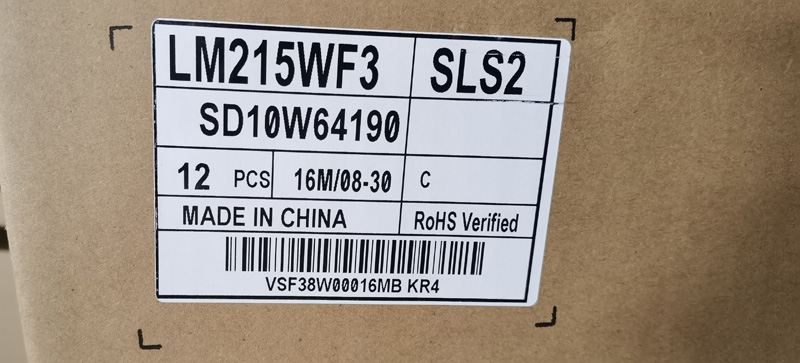 LM215WF3 SLS2
SD10W64190
12 PCS 16M/08-30 C
MADE IN CHINA RoHS Verified
VSF38W00016MB KR4